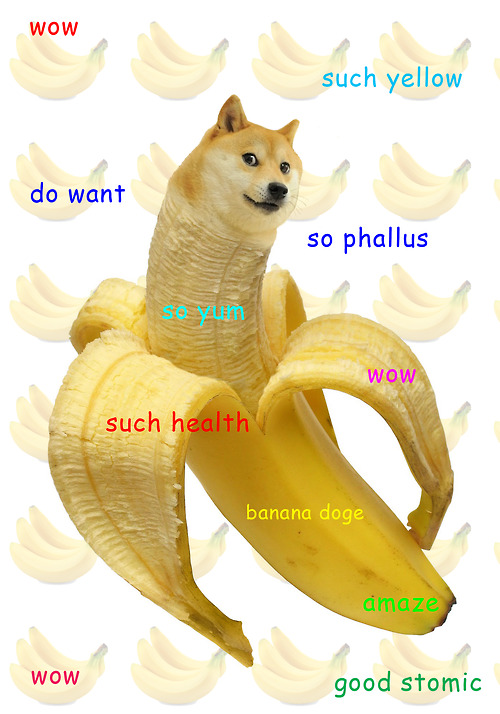 wow
such yellow
do want
so phallus
so yum
wow
such health
banana doge
amaze
wow
good stomic